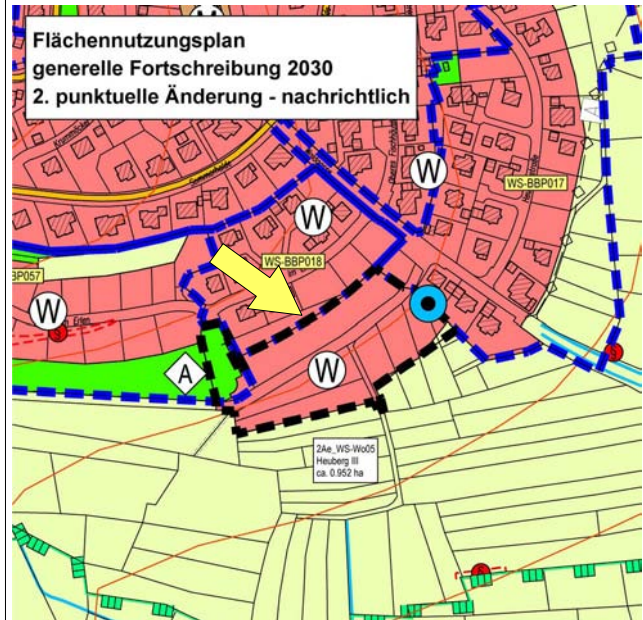 Flächennutzungsplan
generelle Fortschreibung 2030
2. punktuelle Änderung - nachrichtlich
A
W
WS-BBP017
W
WS-BBP018
BP057
W
A
W
2Ae_WS-Wo05
Heuberg III
ca. 0.952 ha